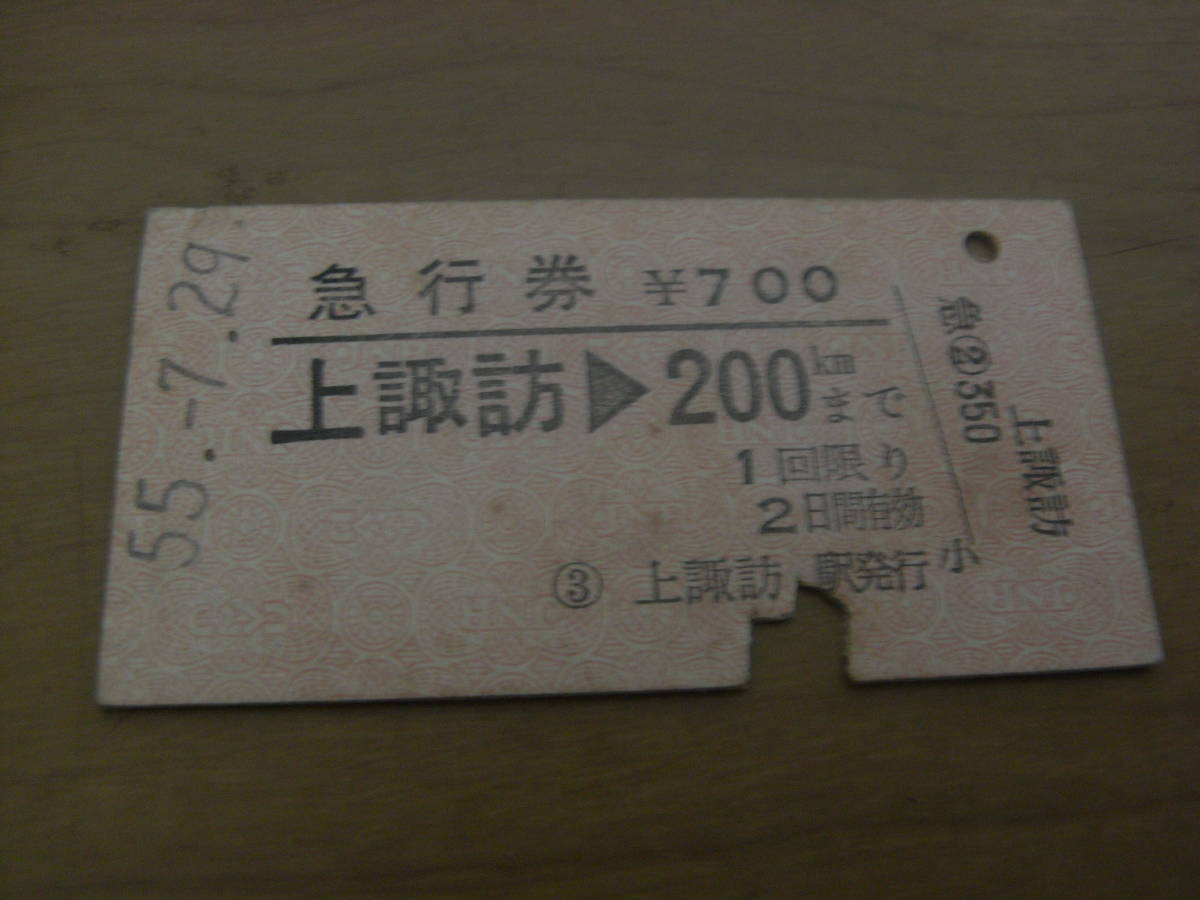 55.-7.29.
急行券 ¥700
上諏訪▶200kmまで
1回限り
2日間有効
③ 上諏訪駅発行
小
急②350
上諏訪